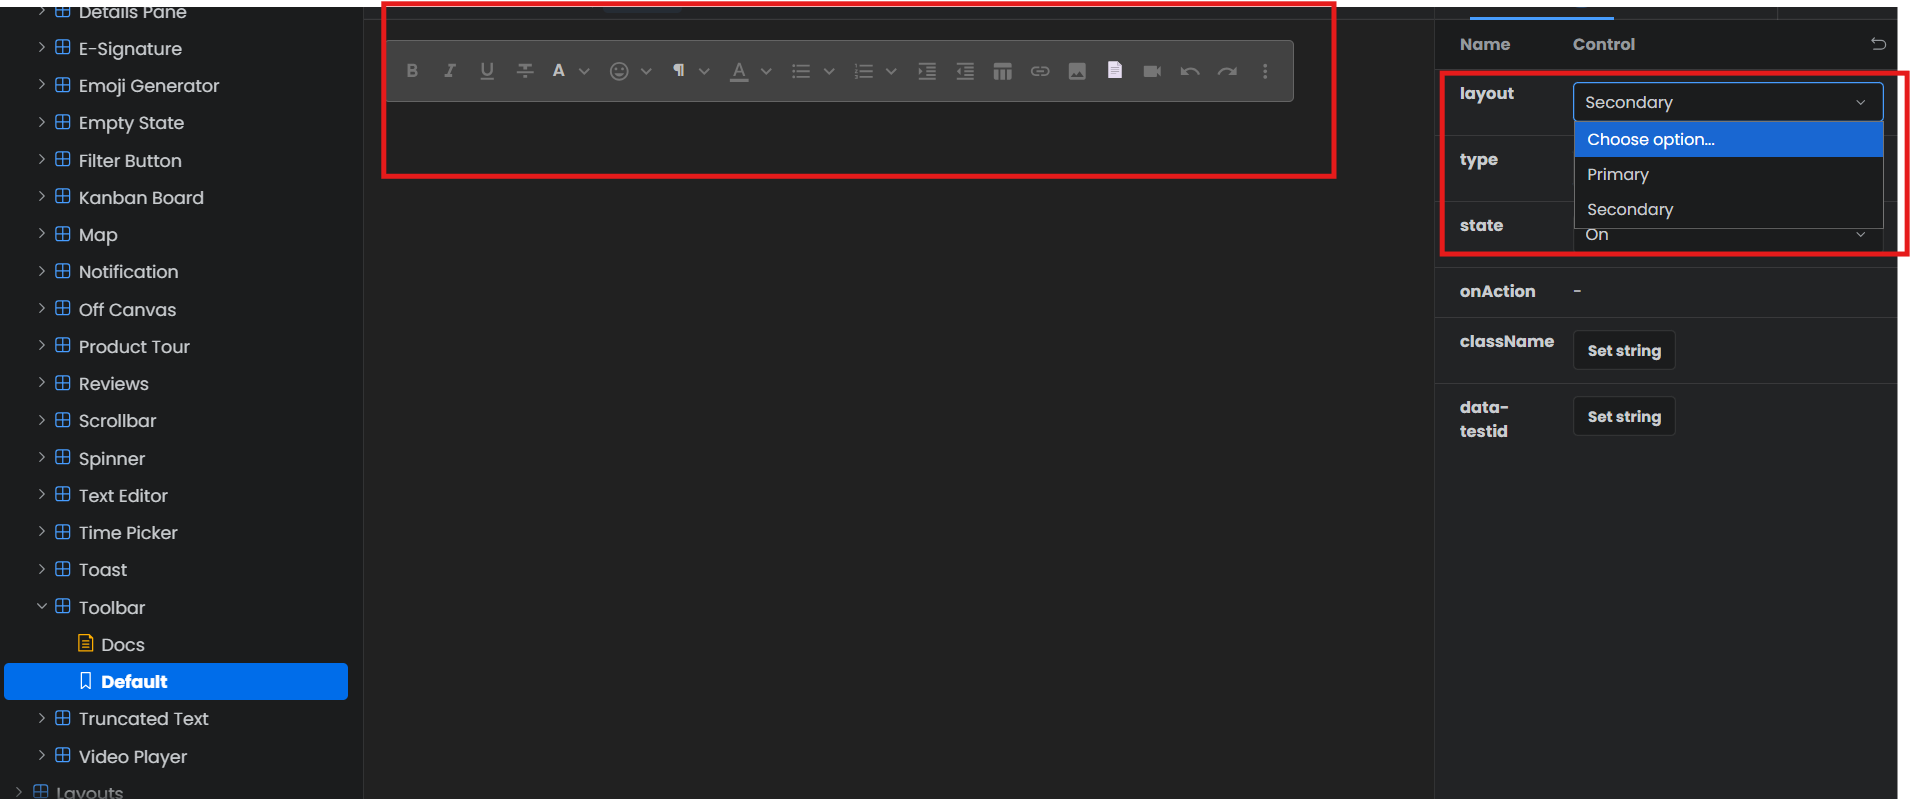 Details Pane
E-Signature
Emoji Generator
Empty State
Filter Button
Kanban Board
Map
Notification
Off Canvas
Product Tour
Reviews
Scrollbar
Spinner
Text Editor
Time Picker
Toast
Toolbar
Docs
Default
Truncated Text
Video Player
Layouts
B I U S A ¶ A
Name Control
layout Secondary
Choose option...
type
Primary
Secondary
state On
onAction -
className Set string
data-
testid Set string